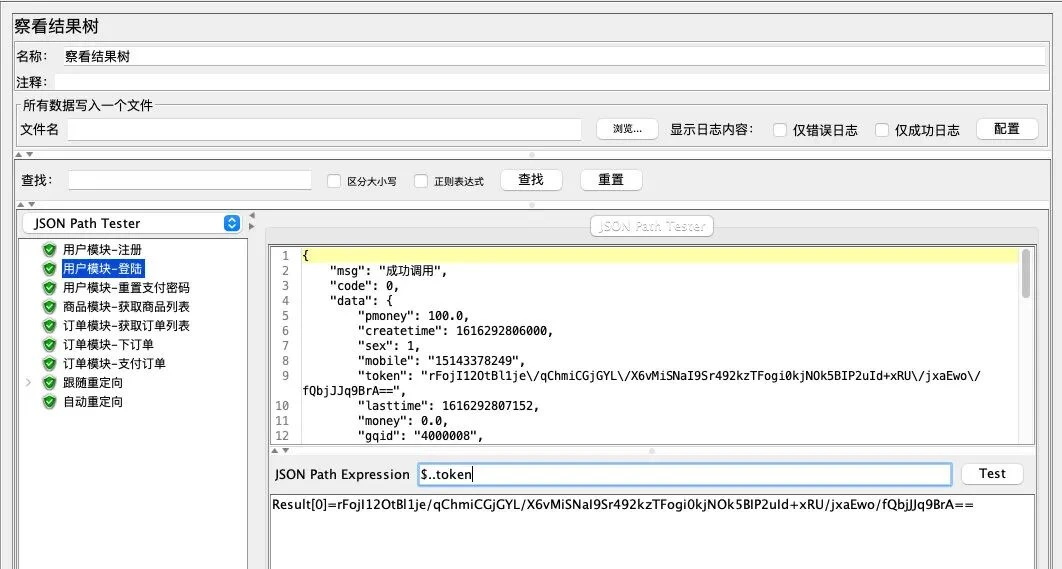 察看结果树
名称： 察看结果树
注释：
所有数据写入一个文件
文件名 浏览... 显示日志内容： 仅错误日志 仅成功日志 配置
查找： 区分大小写 正则表达式 查找 重置
JSON Path Tester
用户模块-注册
用户模块-登陆
用户模块-重置支付密码
商品模块-获取商品列表
订单模块-获取订单列表
订单模块-下订单
订单模块-支付订单
跟随重定向
自动重定向
JSON Path Tester
1 {
2 "msg": "成功调用",
3 "code": 0,
4 "data": {
5 "pmoney": 100.0,
6 "createtime": 1616292806000,
7 "sex": 1,
8 "mobile": "15143378249",
9 "token": "rFojI12OtBl1je\/qChmiCGjGYL\/X6vMiSNaI9Sr492kzTFogi0kjNOk5BIP2uId+xRU\/jxaEwo\/
fQbjJJq9BrA==",
10 "lasttime": 1616292807152,
11 "money": 0.0,
12 "gqid": "4000008",
JSON Path Expression $..token Test
Result[0]=rFojI12OtBl1je/qChmiCGjGYL/X6vMiSNaI9Sr492kzTFogi0kjNOk5BIP2uId+xRU/jxaEwo/fQbjJJq9BrA==